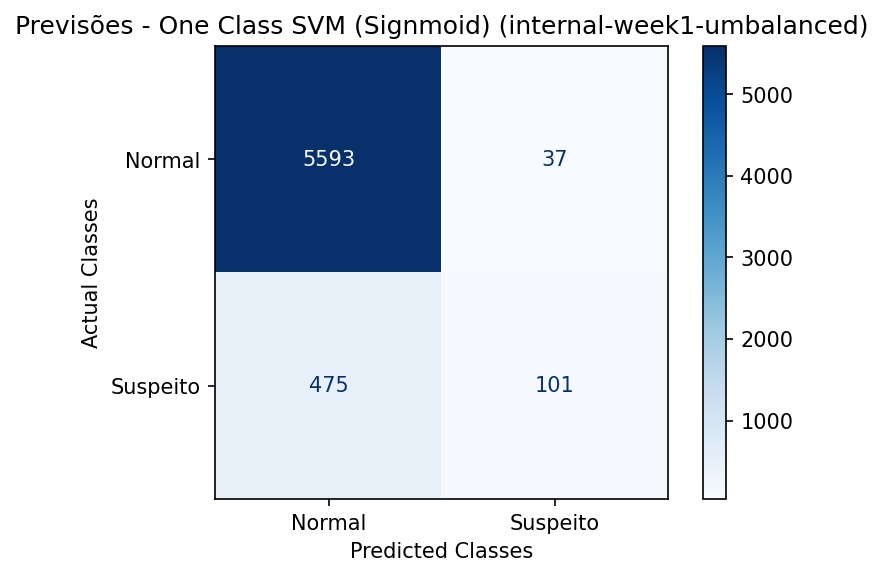 Previsões - One Class SVM (Signmoid) (internal-week1-umbalanced)
Actual Classes
Normal
5593
37
Suspeito
475
101
Normal
Suspeito
Predicted Classes
5000
4000
3000
2000
1000